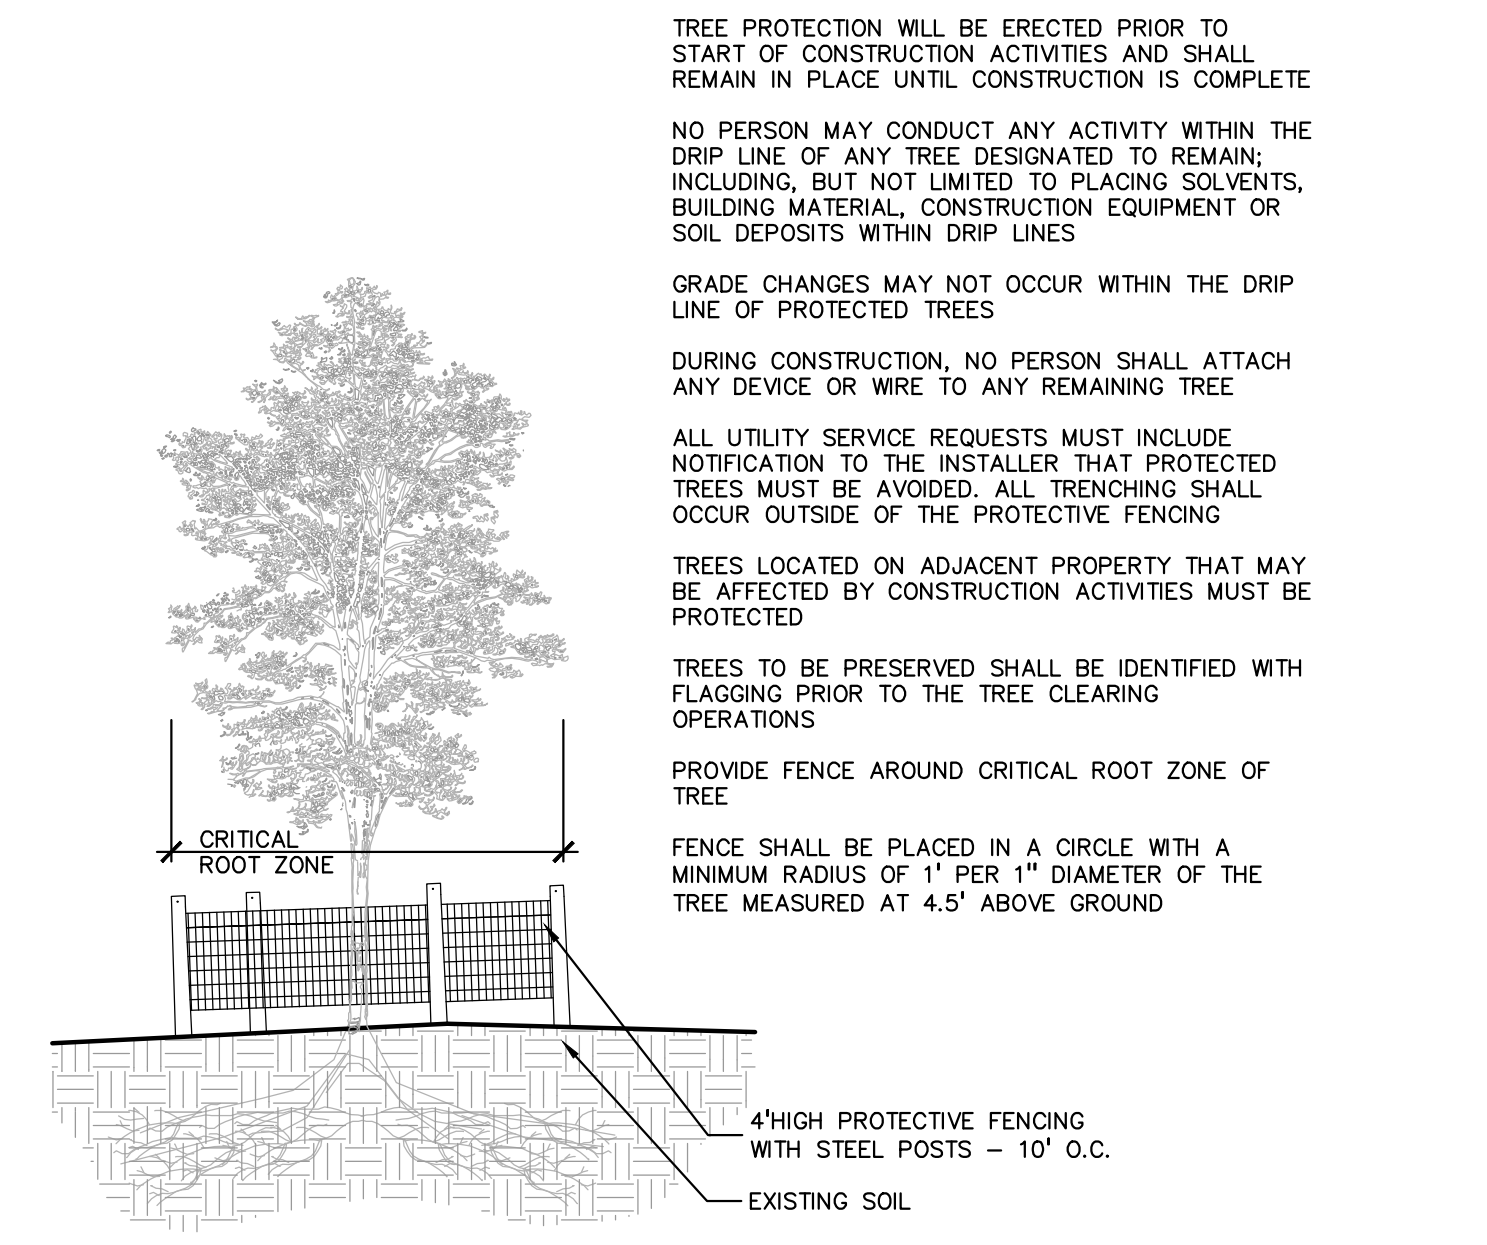 TREE PROTECTION WILL BE ERECTED PRIOR TO
START OF CONSTRUCTION ACTIVITIES AND SHALL
REMAIN IN PLACE UNTIL CONSTRUCTION IS COMPLETE
NO PERSON MAY CONDUCT ANY ACTIVITY WITHIN THE
DRIP LINE OF ANY TREE DESIGNATED TO REMAIN;
INCLUDING, BUT NOT LIMITED TO PLACING SOLVENTS,
BUILDING MATERIAL, CONSTRUCTION EQUIPMENT OR
SOIL DEPOSITS WITHIN DRIP LINES
GRADE CHANGES MAY NOT OCCUR WITHIN THE DRIP
LINE OF PROTECTED TREES
DURING CONSTRUCTION, NO PERSON SHALL ATTACH
ANY DEVICE OR WIRE TO ANY REMAINING TREE
ALL UTILITY SERVICE REQUESTS MUST INCLUDE
NOTIFICATION TO THE INSTALLER THAT PROTECTED
TREES MUST BE AVOIDED. ALL TRENCHING SHALL
OCCUR OUTSIDE OF THE PROTECTIVE FENCING
TREES LOCATED ON ADJACENT PROPERTY THAT MAY
BE AFFECTED BY CONSTRUCTION ACTIVITIES MUST BE
PROTECTED
TREES TO BE PRESERVED SHALL BE IDENTIFIED WITH
FLAGGING PRIOR TO THE TREE CLEARING
OPERATIONS
PROVIDE FENCE AROUND CRITICAL ROOT ZONE OF
TREE
FENCE SHALL BE PLACED IN A CIRCLE WITH A
MINIMUM RADIUS OF 1' PER 1" DIAMETER OF THE
TREE MEASURED AT 4.5' ABOVE GROUND
CRITICAL
ROOT ZONE
4'HIGH PROTECTIVE FENCING
WITH STEEL POSTS – 10' O.C.
EXISTING SOIL